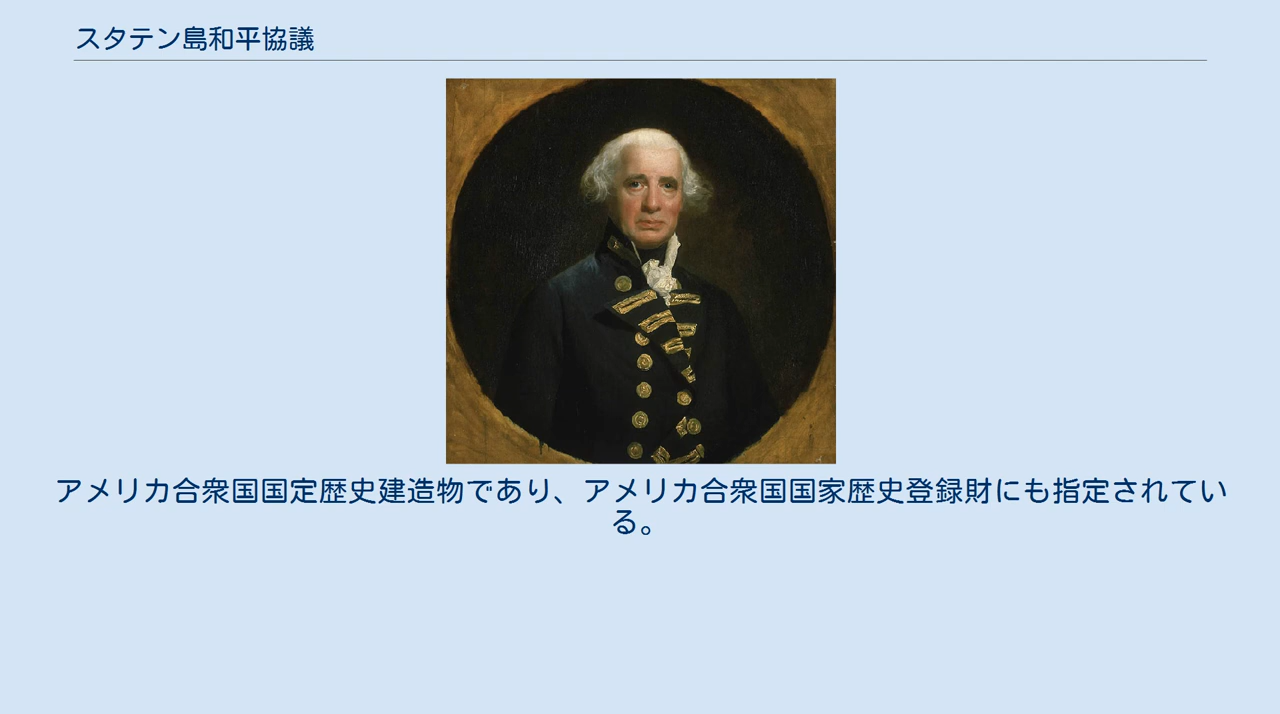 スタテン島和平協議
アメリカ合衆国国定歴史建造物であり、アメリカ合衆国国家歴史登録財にも指定されてい
る。